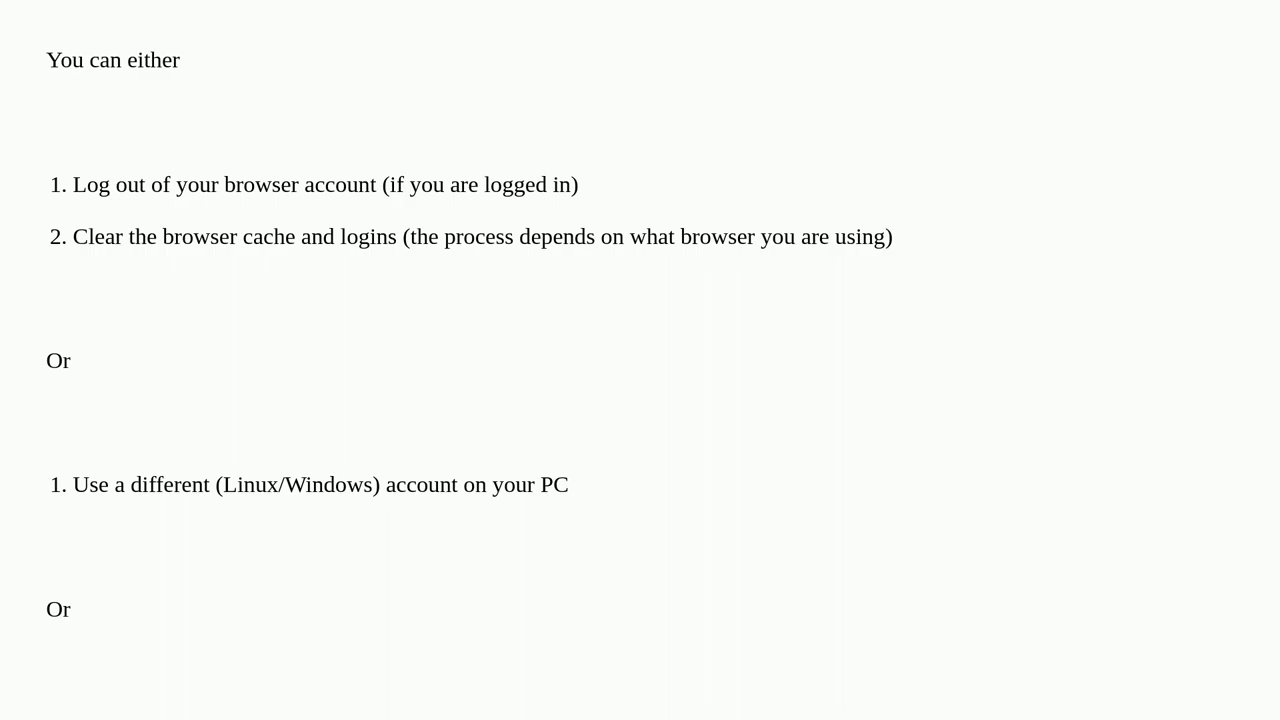 You can either
1. Log out of your browser account (if you are logged in)
2. Clear the browser cache and logins (the process depends on what browser you are using)
Or
1. Use a different (Linux/Windows) account on your PC
Or